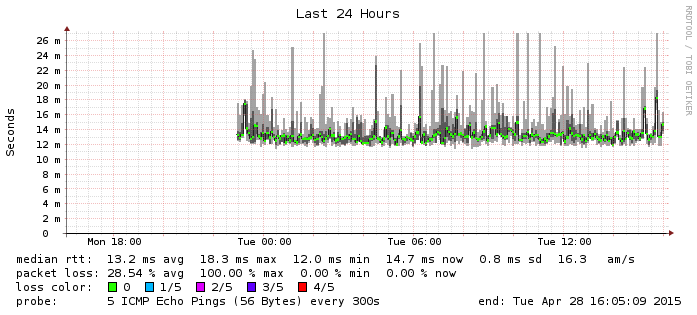 Last 24 Hours
RRDTOOL / TOBI OETIKER
Seconds
26 m
24 m
22 m
20 m
18 m
16 m
14 m
12 m
10 m
8 m
6 m
4 m
2 m
0
Mon 18:00 Tue 00:00 Tue 06:00 Tue 12:00
median rtt: 13.2 ms avg 18.3 ms max 12.0 ms min 14.7 ms now 0.8 ms sd 16.3 am/s
packet loss: 28.54 % avg 100.00 % max 0.00 % min 0.00 % now
loss color: 0 1/5 2/5 3/5 4/5
probe: 5 ICMP Echo Pings (56 Bytes) every 300s end: Tue Apr 28 16:05:09 2015